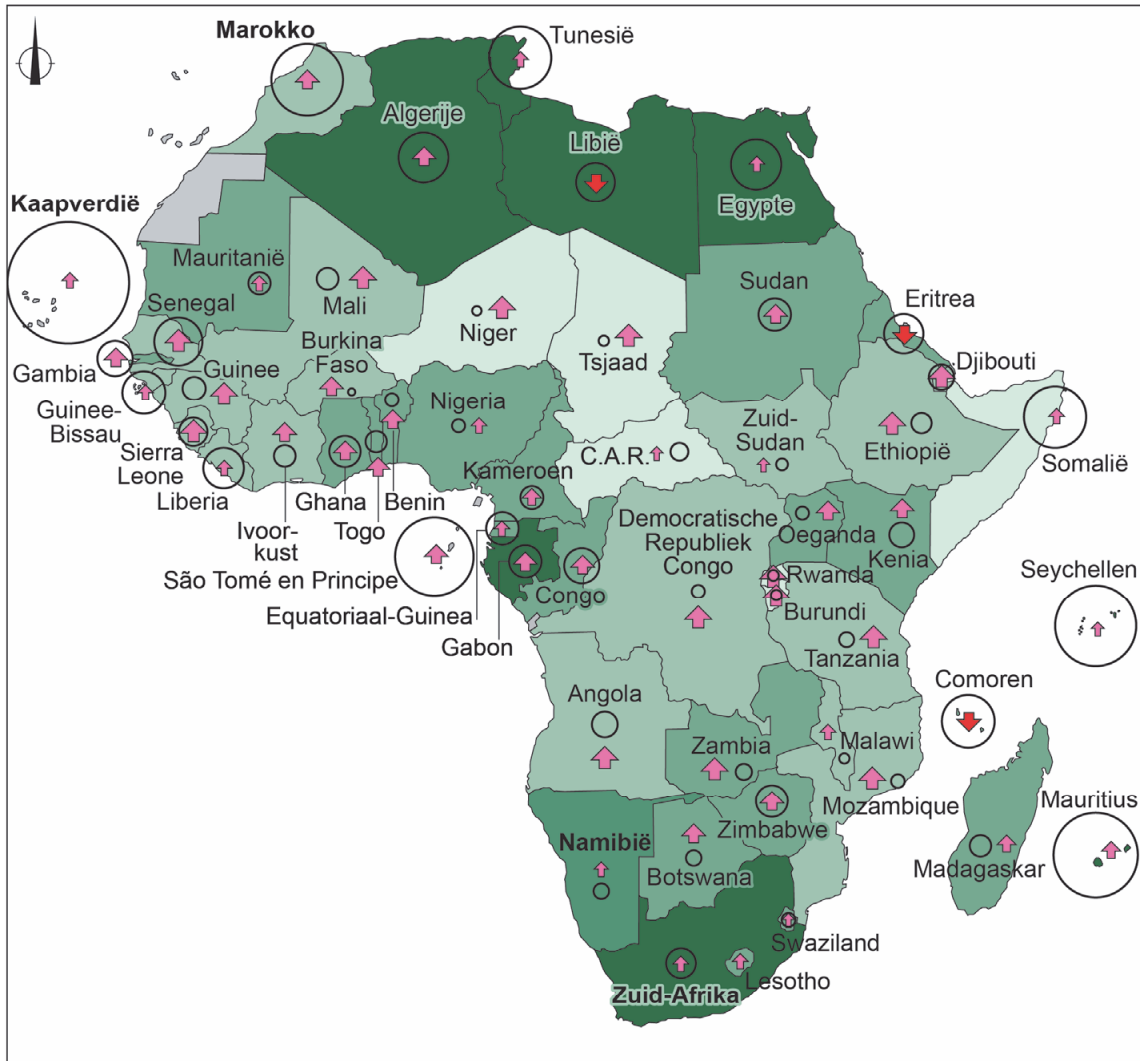 Marokko
Tunesië
Algerije
Libië
Egypte
Kaapverdië
Mauritanië
Mali
Niger
Tsjaad
Sudan
Eritrea
Senegal
Gambia
Guinee
Burkina
Faso
Nigeria
Djibouti
Guinee-
Bissau
Sierra
Leone
Liberia
Ivoor-
kust
Ghana
Togo
Benin
Kameroen
C.A.R.
Zuid-
Sudan
Ethiopië
Somalië
São Tomé en Principe
Equatoriaal-Guinea
Gabon
Congo
Democratische
Republiek
Congo
Oeganda
Kenia
Rwanda
Burundi
Tanzania
Seychellen
Comoren
Angola
Zambia
Malawi
Mozambique
Zimbabwe
Namibië
Botswana
Madagaskar
Mauritius
Swaziland
Lesotho
Zuid-Afrika